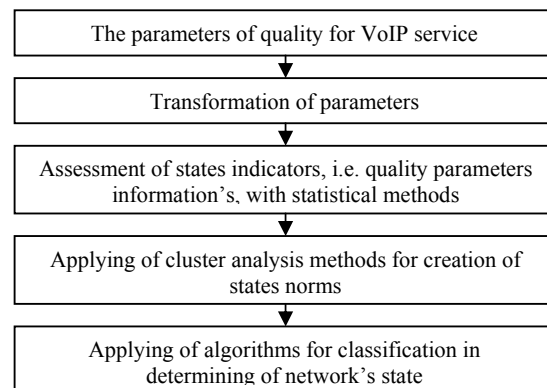 The parameters of quality for VoIP service
Transformation of parameters
Assessment of states indicators, i.e. quality parameters
information's, with statistical methods
Applying of cluster analysis methods for creation of
states norms
Applying of algorithms for classification in
determining of network's state